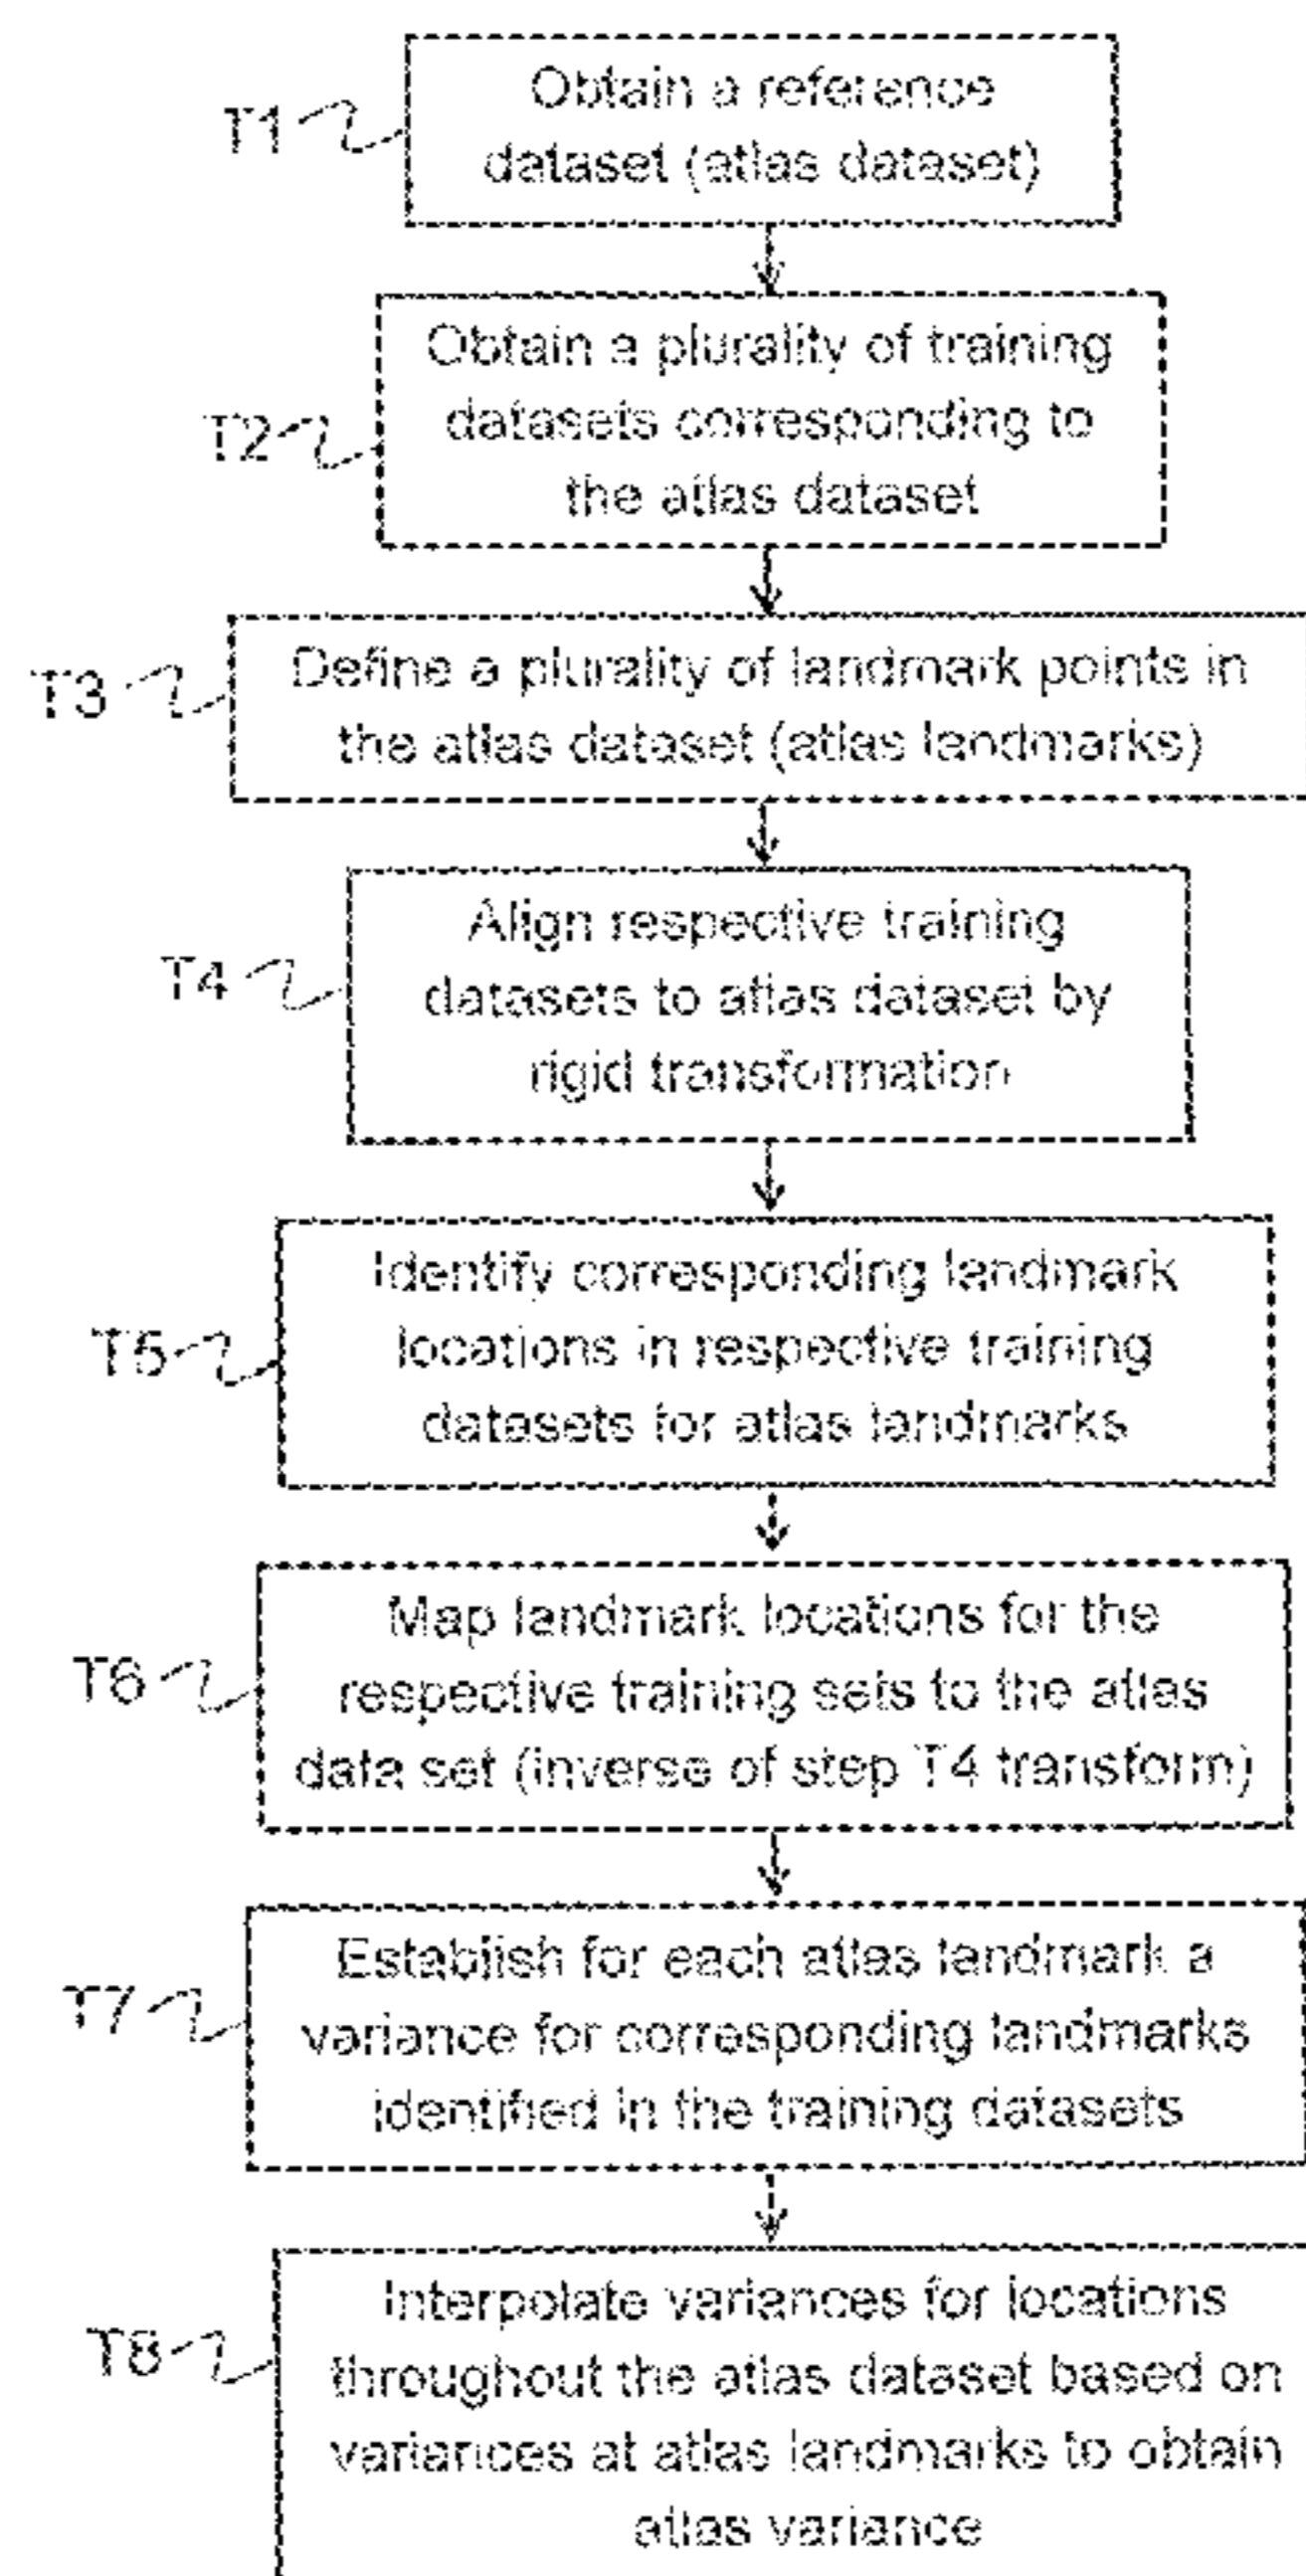 T1
Obtain a reference
dataset (atlas dataset)
T2
Obtain a plurality of training
datasets corresponding to
the atlas dataset
T3
Define a plurality of landmark points in
the atlas dataset (atlas landmarks)
T4
Align respective training
datasets to atlas dataset by
rigid transformation
T5
Identify corresponding landmark
locations in respective training
datasets for atlas landmarks
T6
Map landmark locations for the
respective training sets to the atlas
data set (inverse of step T4 transform)
T7
Establish for each atlas landmark a
variance for corresponding landmarks
identified in the training datasets
T8
Interpolate variances for locations
throughout the atlas dataset based on
variances at atlas landmarks to obtain
atlas variance